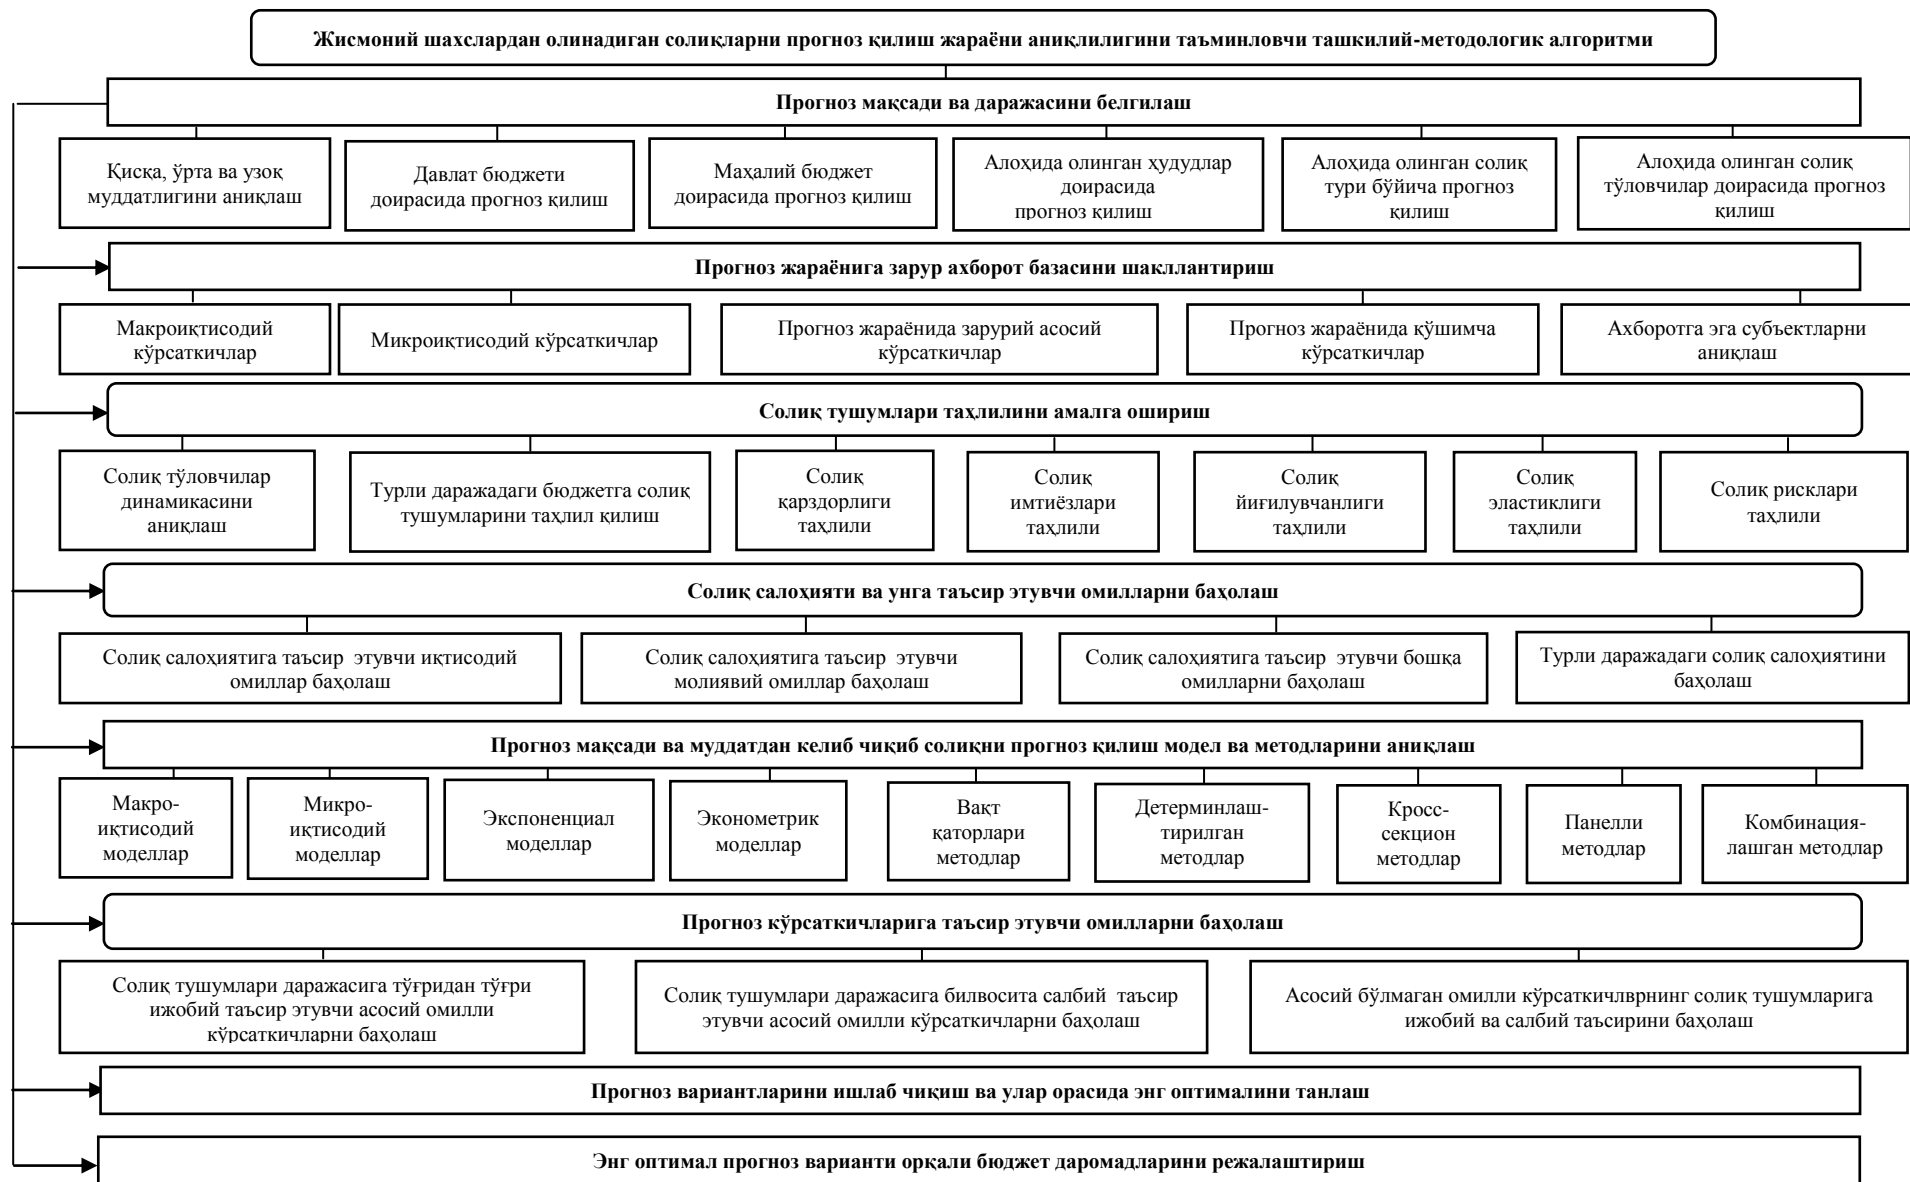 Жисмоний шахслардан олинадиган солиқларни прогноз қилиш жараёни аниқлилигини таъминловчи ташкилий-методологик алгоритми
Прогноз мақсади ва даражасини белгилаш
Қисқа, ўрта ва узоқ
муддатлигини аниқлаш
Давлат бюджети
доирасида прогноз қилиш
Маҳалий бюджет
доирасида прогноз қилиш
Алоҳида олинган ҳудудлар
доирасида
прогноз қилиш
Алоҳида олинган солиқ
тури бўйича прогноз
қилиш
Алоҳида олинган солиқ
тўловчилар доирасида прогноз
қилиш
Прогноз жараёнига зарур ахборот базасини шакллантириш
Макроиқтисодий
кўрсаткичлар
Микроиқтисодий кўрсаткичлар
Прогноз жараёнида зарурий асосий
кўрсаткичлар
Прогноз жараёнида қўшимча
кўрсаткичлар
Ахборотга эга субъектларни
аниқлаш
Солиқ тушумлари таҳлилини амалга ошириш
Солиқ тўловчилар
динамикасини
аниқлаш
Турли даражадаги бюджетга солиқ
тушумларини таҳлил қилиш
Солиқ
қарздорлиги
таҳлили
Солиқ
имтиёзлари
таҳлили
Солиқ
йиғилувчанлиги
таҳлили
Солиқ
эластиклиги
таҳлили
Солиқ рисклари
таҳлили
Солиқ салоҳияти ва унга таъсир этувчи омилларни баҳолаш
Солиқ салоҳиятига таъсир этувчи иқтисодий
омиллар баҳолаш
Солиқ салоҳиятига таъсир этувчи
молиявий омиллар баҳолаш
Солиқ салоҳиятига таъсир этувчи бошқа
омилларни баҳолаш
Турли даражадаги солиқ салоҳиятини
баҳолаш
Прогноз мақсади ва муддатдан келиб чиқиб солиқни прогноз қилиш модел ва методларини аниқлаш
Макро-
иқтисодий
моделлар
Микро-
иқтисодий
моделлар
Экспоненциал
моделлар
Эконометрик
моделлар
Вақт
қаторлари
методлар
Детерминлаш-
тирилган
методлар
Кросс-
секцион
методлар
Панелли
методлар
Комбинация-
лашган методлар
Прогноз кўрсаткичларига таъсир этувчи омилларни баҳолаш
Солиқ тушумлари даражасига тўғридан тўғри
ижобий таъсир этувчи асосий омилли
кўрсаткичларни баҳолаш
Солиқ тушумлари даражасига билвосита салбий таъсир
этувчи асосий омилли кўрсаткичларни баҳолаш
Асосий бўлмаган омилли кўрсаткичлврнинг солиқ тушумларига
ижобий ва салбий таъсирини баҳолаш
Прогноз вариантларини ишлаб чиқиш ва улар орасида энг оптималини танлаш
Энг оптимал прогноз варианти орқали бюджет даромадларини режалаштириш